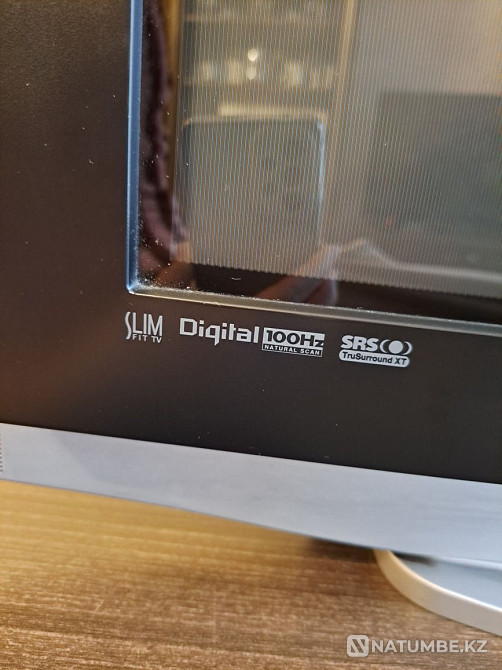 SLIM
FIT TV
Digital 100Hz
NATURAL SCAN
SRS
TruSurround XT
NATUMBE.KZ